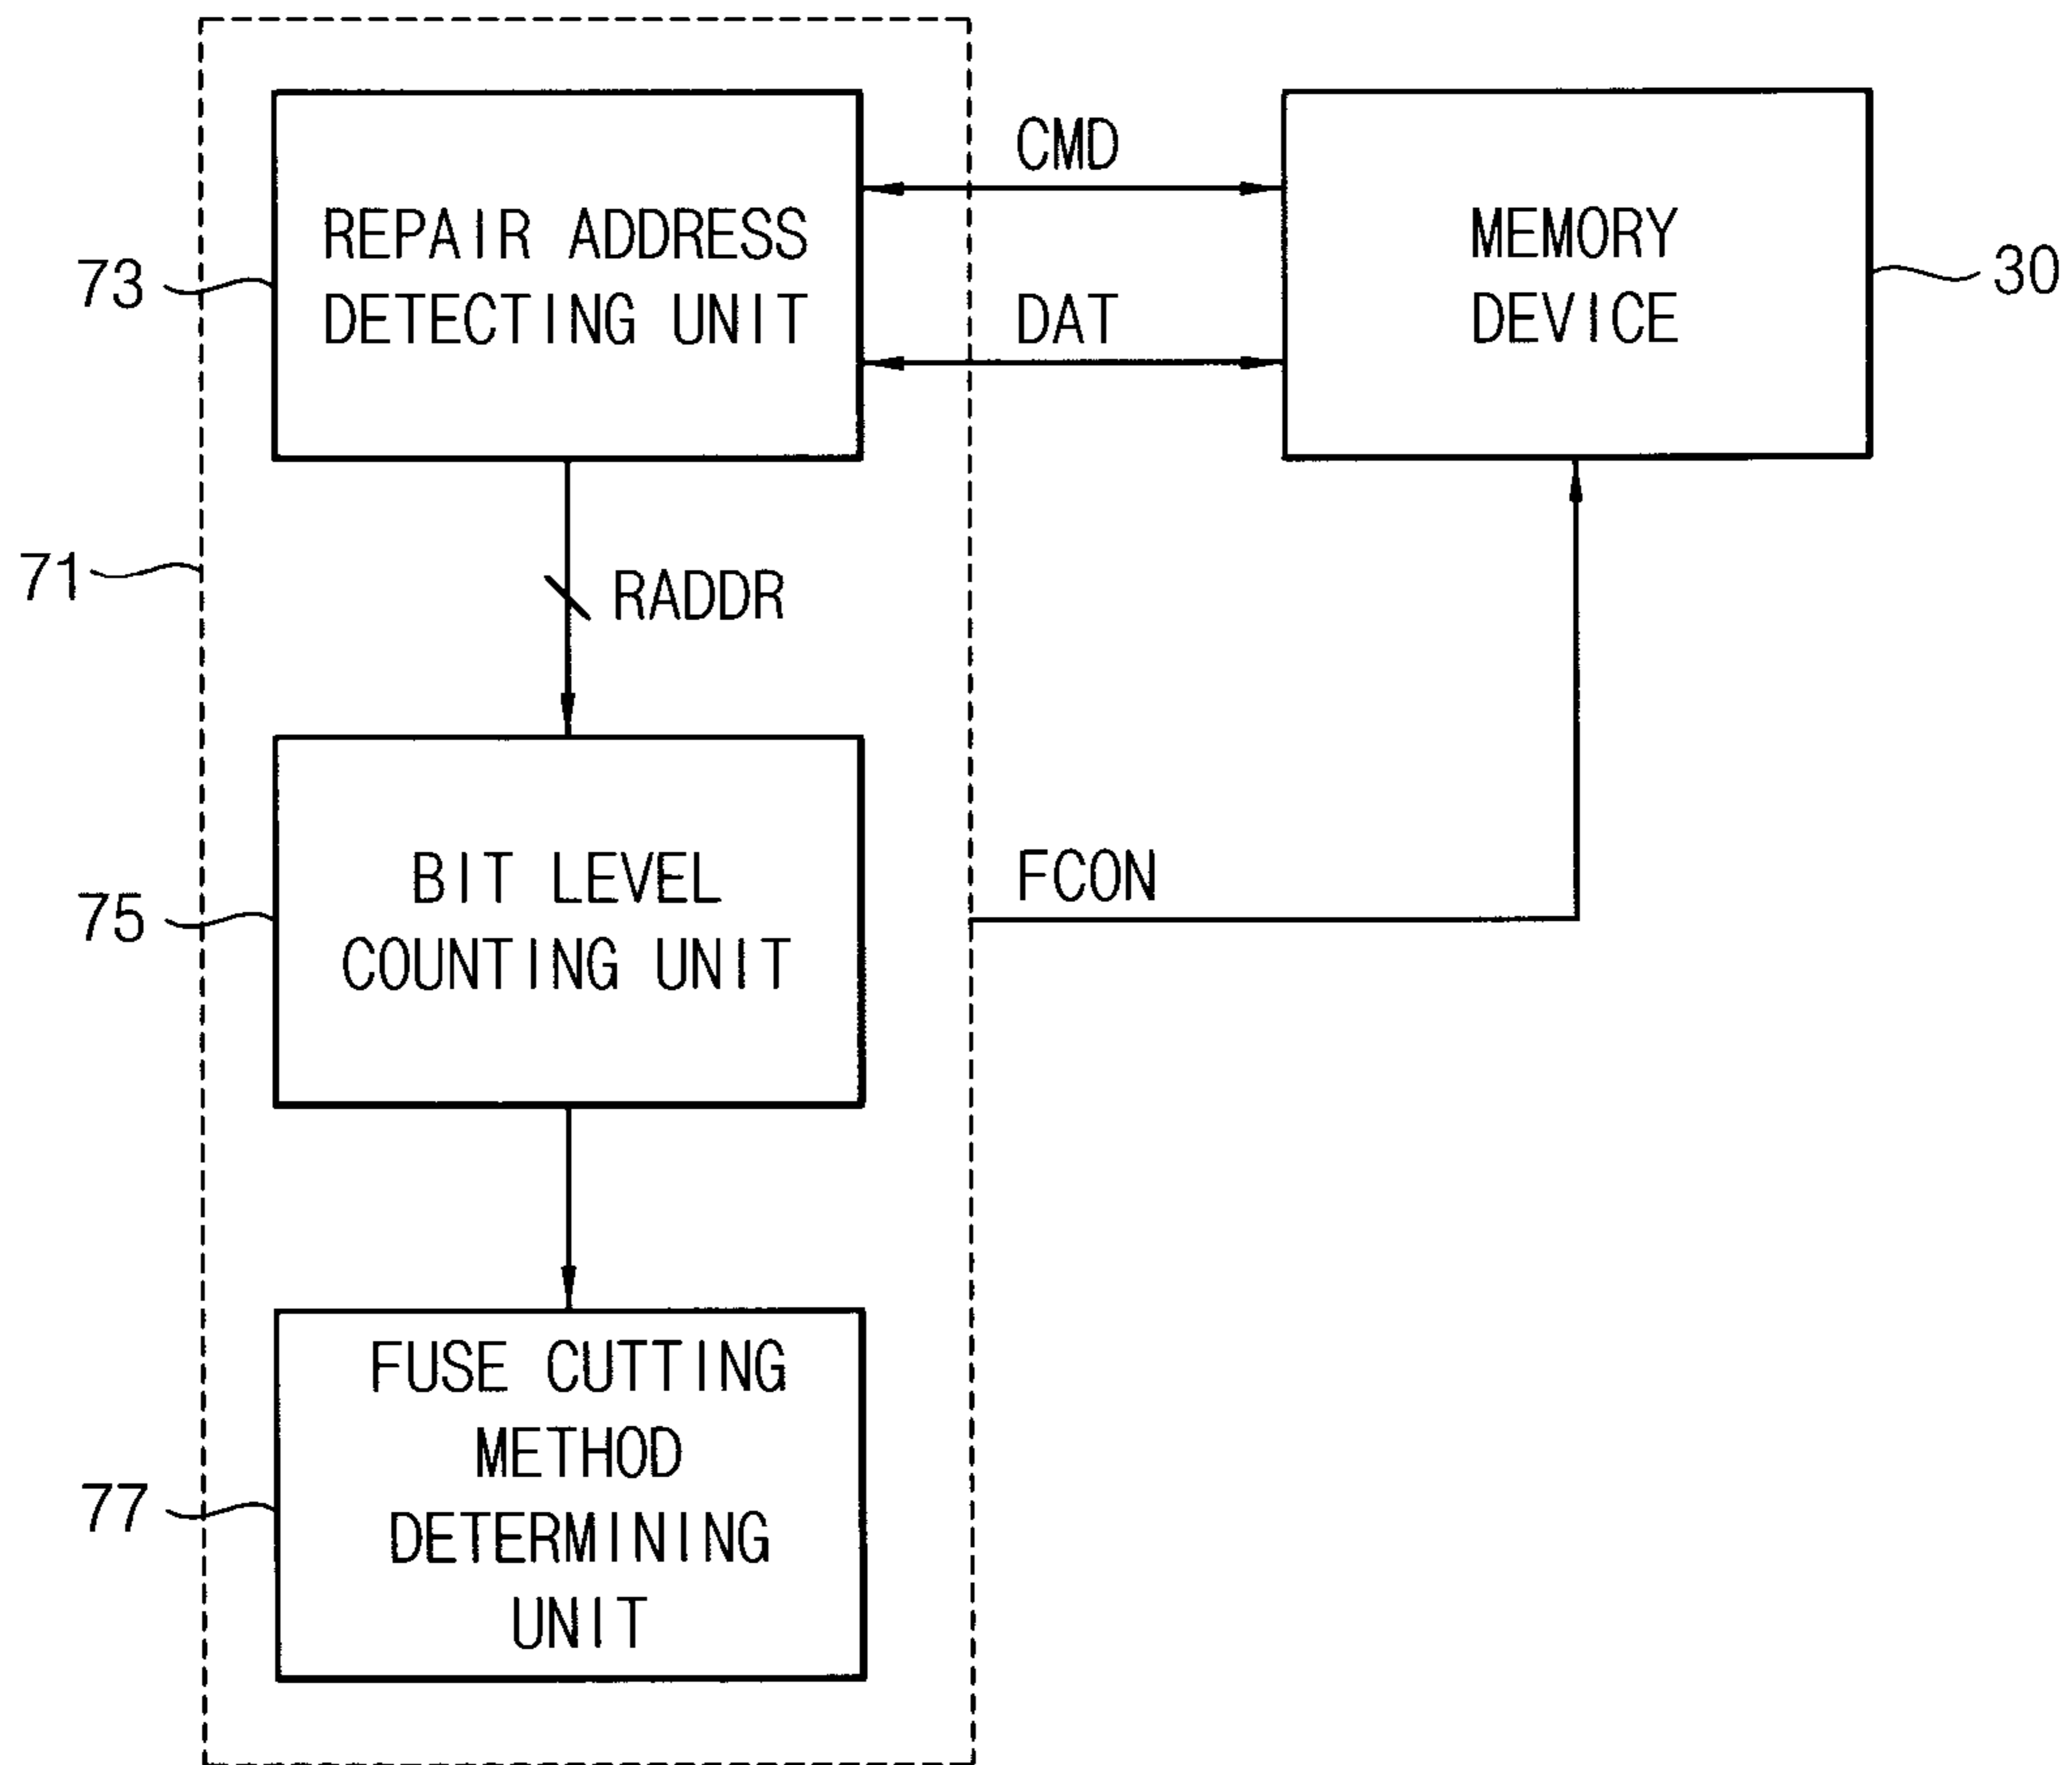 CMD
REPAIR ADDRESS
DETECTING UNIT
MEMORY
DEVICE
73
30
DAT
71
RADDR
BIT LEVEL
COUNTING UNIT
75
FCON
FUSE CUTTING
METHOD
DETERMINING
UNIT
77